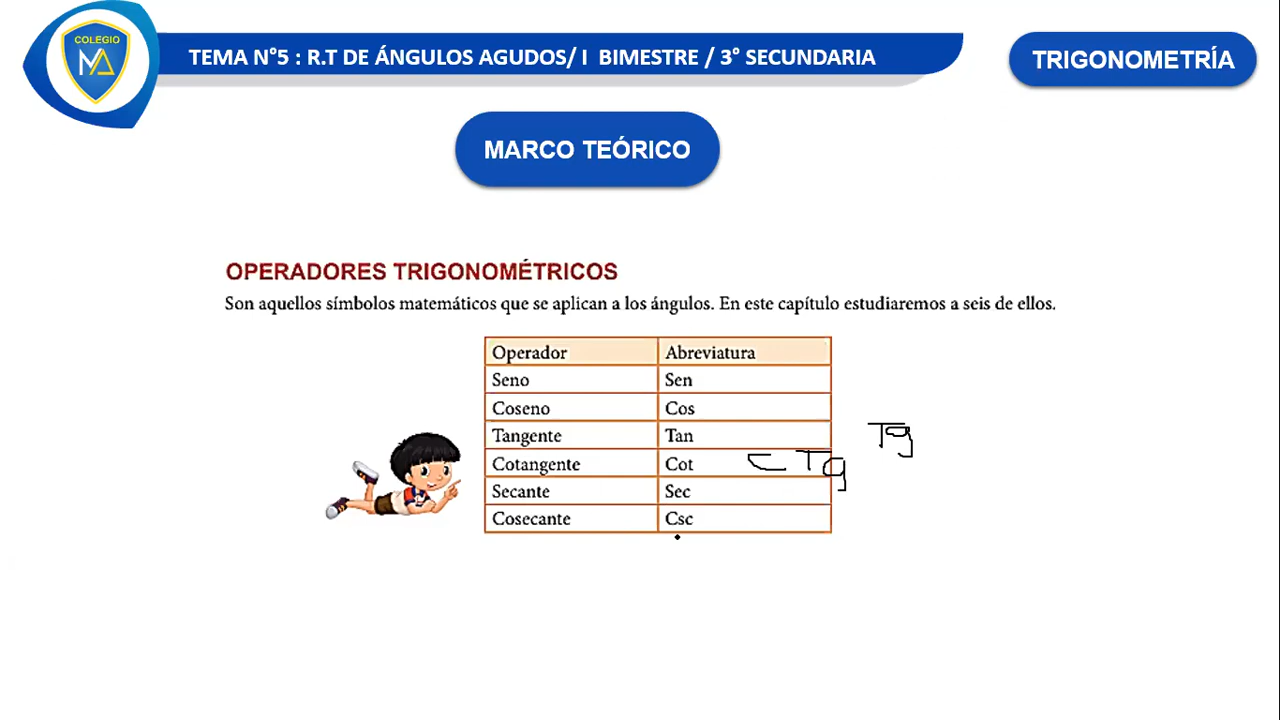 COLEGIO
MA
TEMA N°5 : R.T DE ÁNGULOS AGUDOS/ I BIMESTRE / 3° SECUNDARIA
TRIGONOMETRÍA
MARCO TEÓRICO
OPERADORES TRIGONOMÉTRICOS
Son aquellos símbolos matemáticos que se aplican a los ángulos. En este capítulo estudiaremos a seis de ellos.
Operador Abreviatura
Seno Sen
Coseno Cos
Tangente Tan Tg
Cotangente Cot CTg
Secante Sec
Cosecante Csc